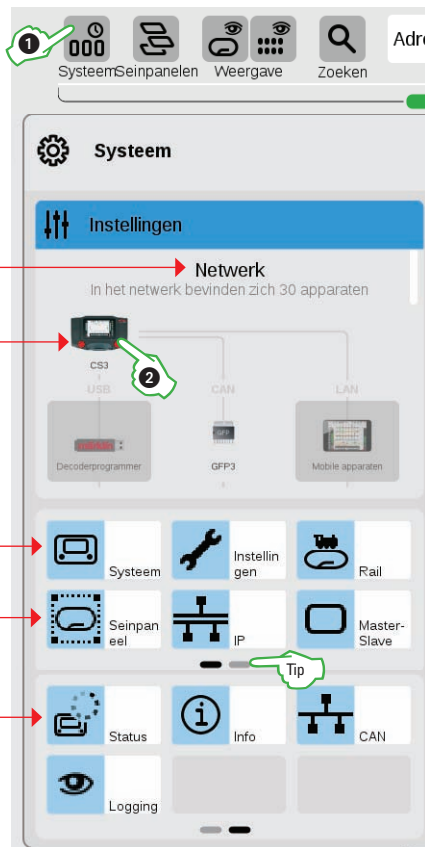 1
Systeem Seinpanelen Weergave Zoeken Adre
Systeem
Instellingen
Netwerk
In het netwerk bevinden zich 30 apparaten
2
CS3
USB CAN LAN
GFP
Decoderprogrammer GFP3 Mobile apparaten
Systeem
Instellin
gen
Rail
Seinpan
eel
IP
Master-
Slave
Tip
Status
Info
CAN
Logging